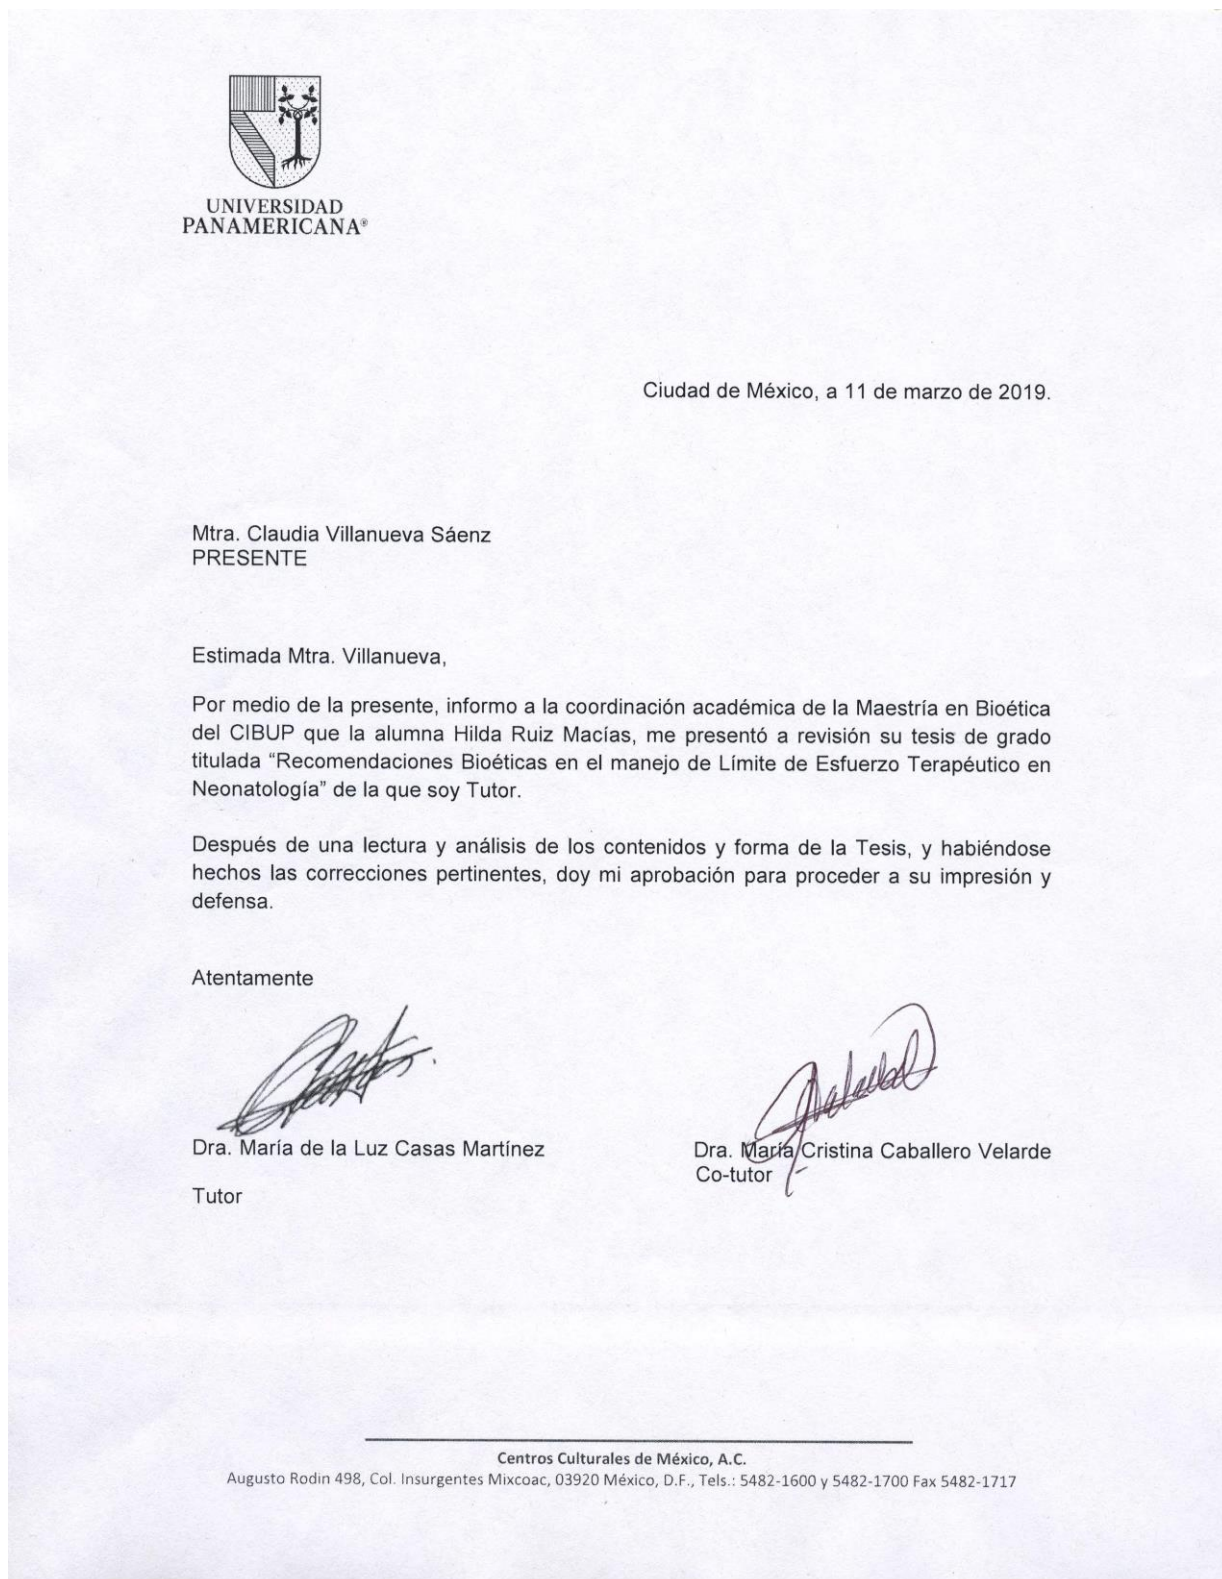 UNIVERSIDAD
PANAMERICANA®
Ciudad de México, a 11 de marzo de 2019.
Mtra. Claudia Villanueva Sáenz
PRESENTE
Estimada Mtra. Villanueva,
Por medio de la presente, informo a la coordinación académica de la Maestría en Bioética
del CIBUP que la alumna Hilda Ruiz Macías, me presentó a revisión su tesis de grado
titulada “Recomendaciones Bioéticas en el manejo de Límite de Esfuerzo Terapéutico en
Neonatología” de la que soy Tutor.
Después de una lectura y análisis de los contenidos y forma de la Tesis, y habiéndose
hechos las correcciones pertinentes, doy mi aprobación para proceder a su impresión y
defensa.
Atentamente
Dra. María de la Luz Casas Martínez
Tutor
Dra. María Cristina Caballero Velarde
Co-tutor
Centros Culturales de México, A.C.
Augusto Rodin 498, Col. Insurgentes Mixcoac, 03920 México, D.F., Tels.: 5482-1600 y 5482-1700 Fax 5482-1717